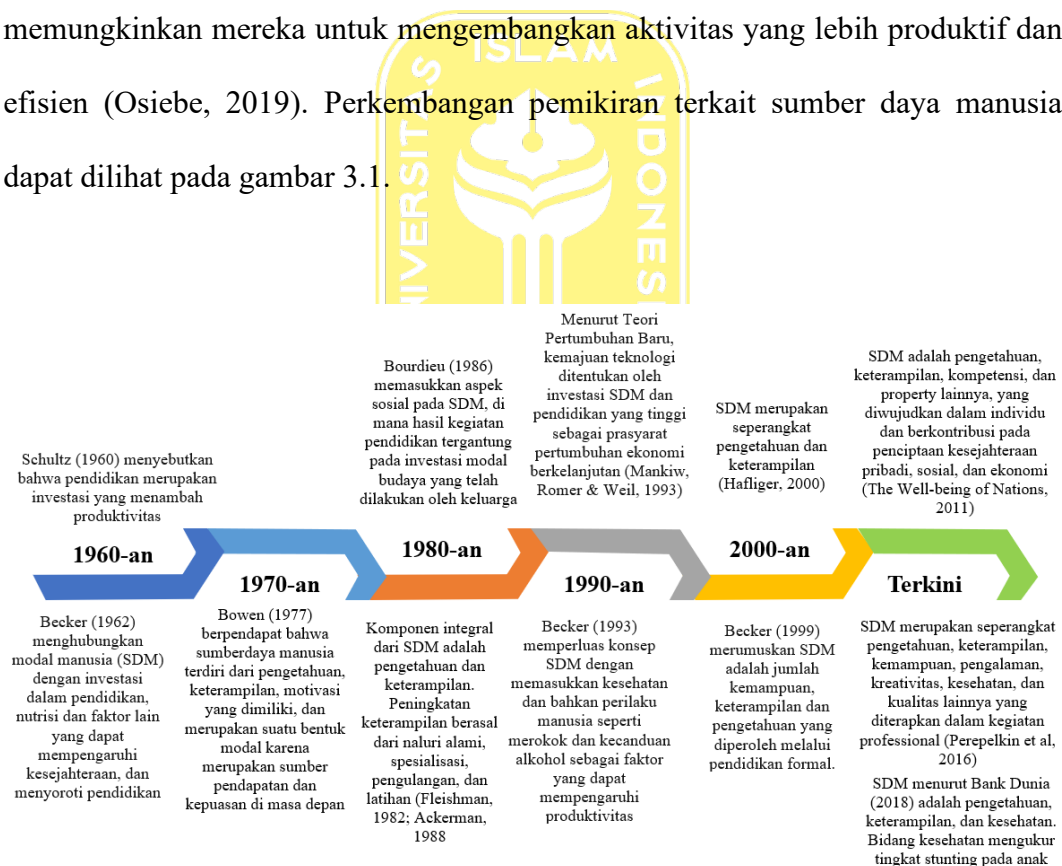 memungkinkan mereka untuk mengembangkan aktivitas yang lebih produktif dan
efisien (Osiebe, 2019). Perkembangan pemikiran terkait sumber daya manusia
dapat dilihat pada gambar 3.1.
UNIVERSITAS
ISLAM
INDONESI
Schultz (1960) menyebutkan
bahwa pendidikan merupakan
investasi yang menambah
produktivitas
1960-an
Becker (1962)
menghubungkan
modal manusia (SDM)
dengan investasi
dalam pendidikan,
nutrisi dan faktor lain
yang dapat
mempengaruhi
kesejahteraan, dan
menyoroti pendidikan
1970-an
Bowen (1977)
berpendapat bahwa
sumberdaya manusia
terdiri dari pengetahuan,
keterampilan, motivasi
yang dimiliki, dan
merupakan suatu bentuk
modal karena
merupakan sumber
pendapatan dan
kepuasan di masa depan
Bourdieu (1986)
memasukkan aspek
sosial pada SDM, di
mana hasil kegiatan
pendidikan tergantung
pada investasi modal
budaya yang telah
dilakukan oleh keluarga
1980-an
Komponen integral
dari SDM adalah
pengetahuan dan
keterampilan.
Peningkatan
keterampilan berasal
dari naluri alami,
spesialisasi,
pengulangan, dan
latihan (Fleishman,
1982; Ackerman,
1988
Menurut Teori
Pertumbuhan Baru,
kemajuan teknologi
ditentukan oleh
investasi SDM dan
pendidikan yang tinggi
sebagai prasyarat
pertumbuhan ekonomi
berkelanjutan (Mankiw,
Romer & Weil, 1993)
1990-an
Becker (1993)
memperluas konsep
SDM dengan
memasukkan kesehatan
dan bahkan perilaku
manusia seperti
merokok dan kecanduan
alkohol sebagai faktor
yang dapat
mempengaruhi
produktivitas
SDM merupakan
seperangkat
pengetahuan dan
keterampilan
(Hafliger, 2000)
2000-an
Becker (1999)
merumuskan SDM
adalah jumlah
kemampuan,
keterampilan dan
pengetahuan yang
diperoleh melalui
pendidikan formal.
SDM adalah pengetahuan,
keterampilan, kompetensi, dan
property lainnya, yang
diwujudkan dalam individu
dan berkontribusi pada
penciptaan kesejahteraan
pribadi, sosial, dan ekonomi
(The Well-being of Nations,
2011)
Terkini
SDM merupakan seperangkat
pengetahuan, keterampilan,
kemampuan, pengalaman,
kreativitas, kesehatan, dan
kualitas lainnya yang
diterapkan dalam kegiatan
professional (Perepelkin et al,
2016)
SDM menurut Bank Dunia
(2018) adalah pengetahuan,
keterampilan, dan kesehatan.
Bidang kesehatan mengukur
tingkat stunting pada anak